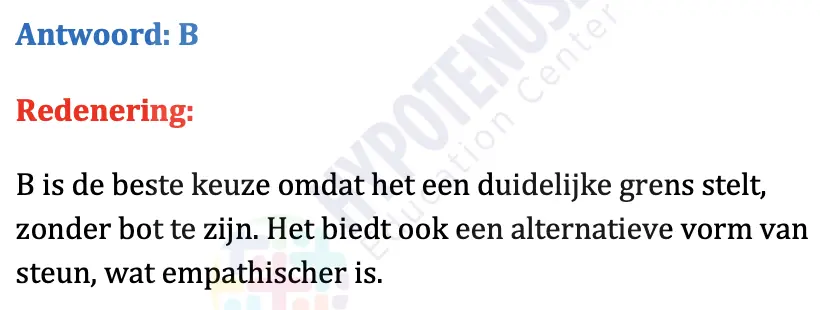 Antwoord: B
Redenering:
B is de beste keuze omdat het een duidelijke grens stelt,
zonder bot te zijn. Het biedt ook een alternatieve vorm van
steun, wat empathischer is.
HYPOTENUSE
Education Center